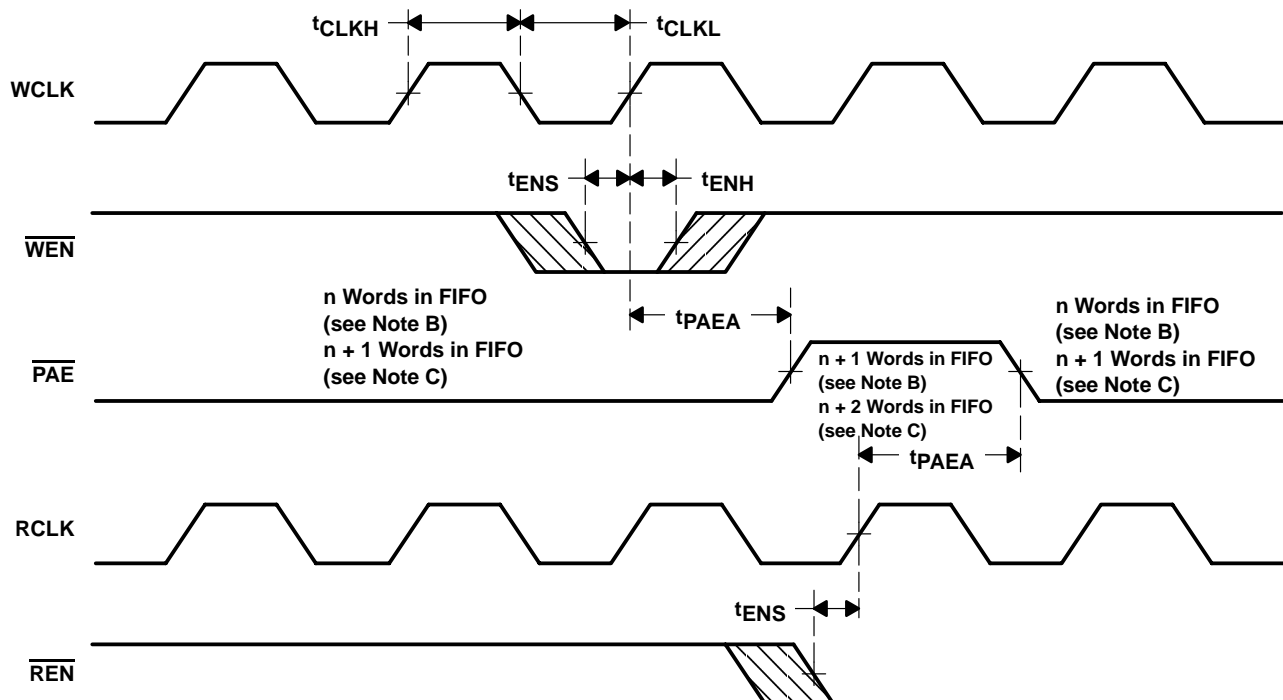 tCLKH
tCLKL
WCLK
tENS
tENH
WEN
n Words in FIFO
(see Note B)
n + 1 Words in FIFO
(see Note C)
tPAEA
n Words in FIFO
(see Note B)
n + 1 Words in FIFO
(see Note C)
PAE
n + 1 Words in FIFO
(see Note B)
n + 2 Words in FIFO
(see Note C)
tPAEA
RCLK
tENS
REN